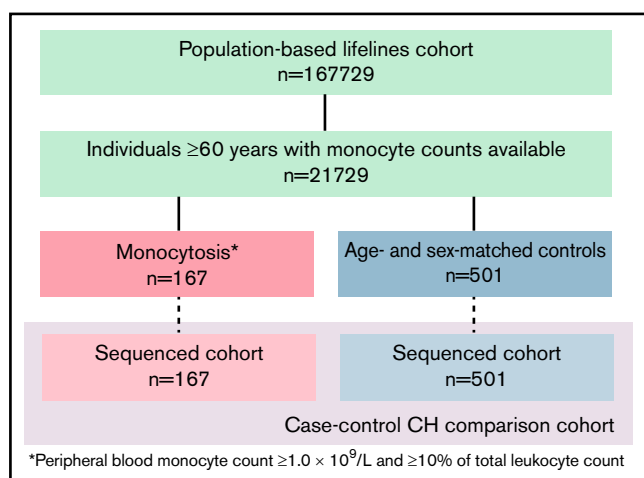 Population-based lifelines cohort
n=167729
Individuals ≥60 years with monocyte counts available
n=21729
Monocytosis*
n=167
Age- and sex-matched controls
n=501
Sequenced cohort
n=167
Sequenced cohort
n=501
Case-control CH comparison cohort
*Peripheral blood monocyte count ≥1.0 × 10⁹/L and ≥10% of total leukocyte count